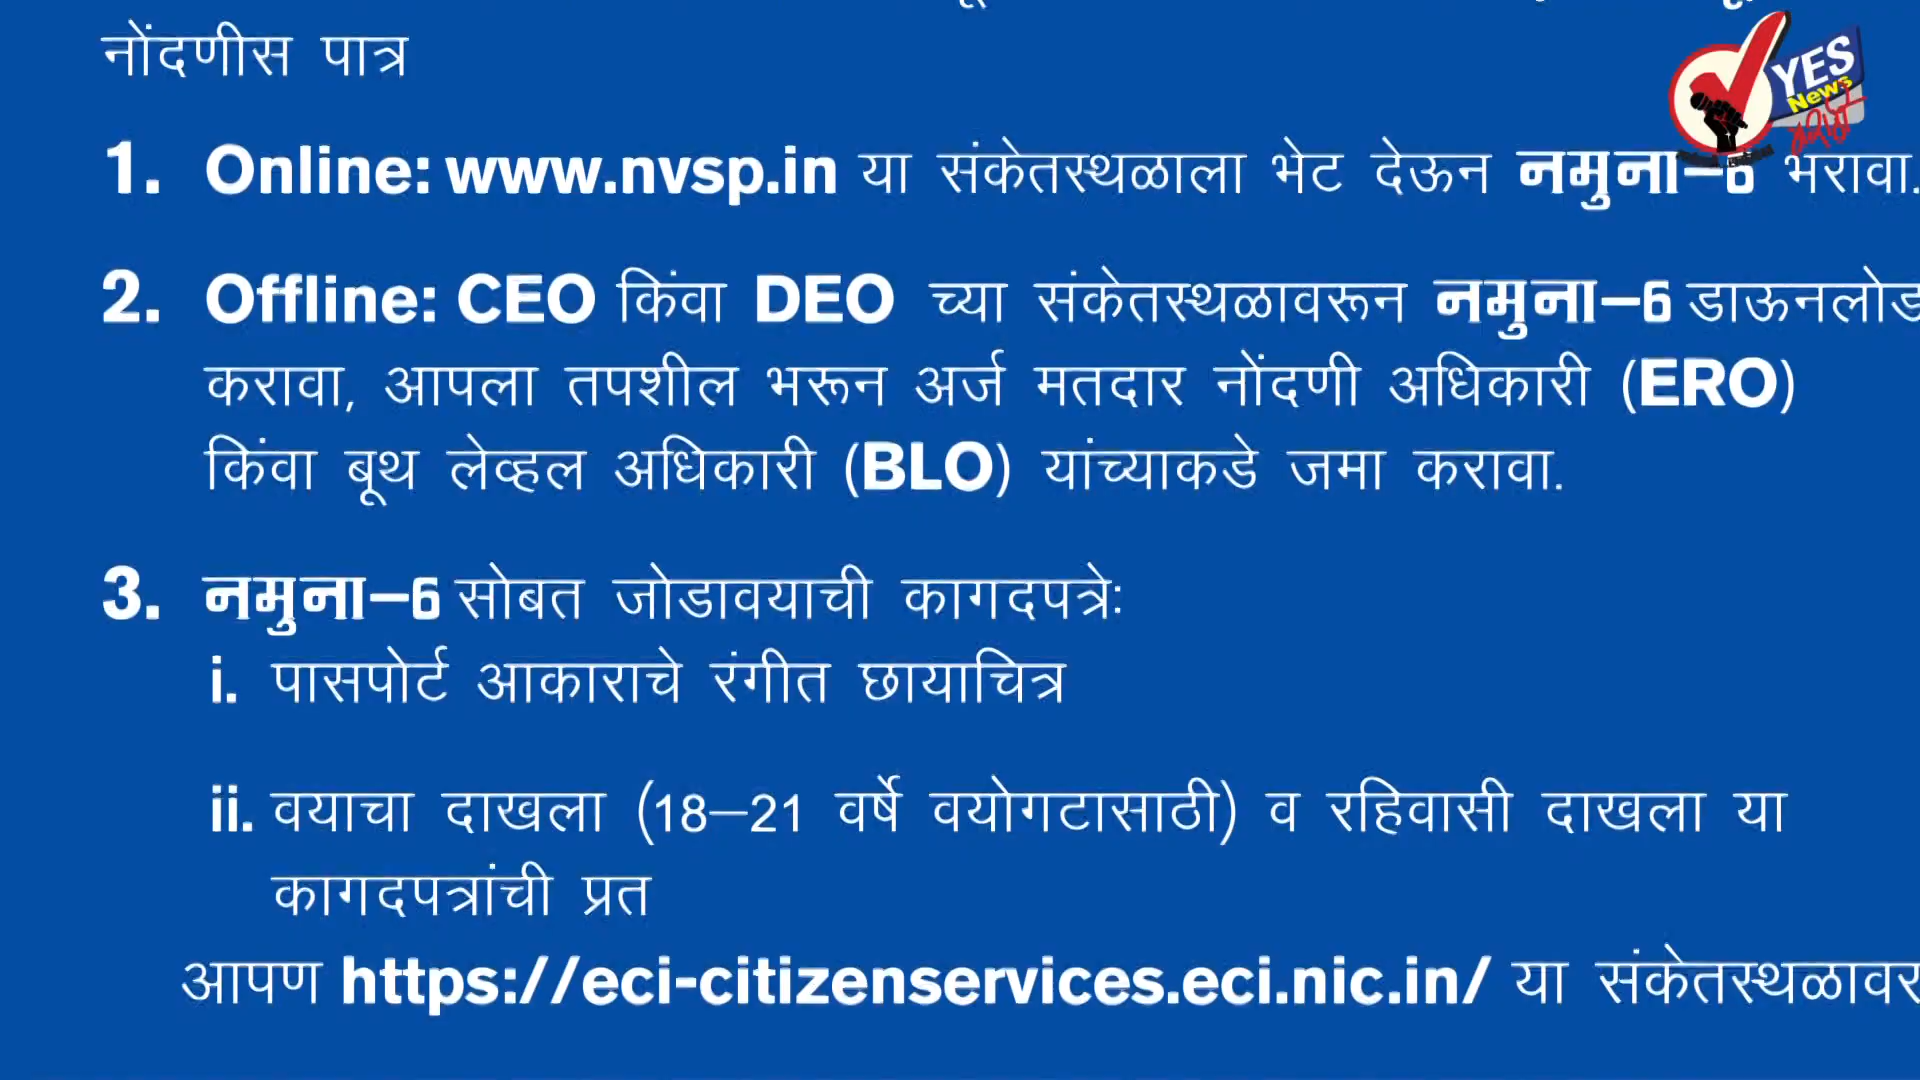 नोंदणीस पात्र
YES
News
मराठी
1. Online: www.nvsp.in या संकेतस्थळाला भेट देऊन नमुना–6 भरावा.
2. Offline: CEO किंवा DEO च्या संकेतस्थळावरून नमुना–6 डाऊनलोड
करावा, आपला तपशील भरून अर्ज मतदार नोंदणी अधिकारी (ERO)
किंवा बूथ लेव्हल अधिकारी (BLO) यांच्याकडे जमा करावा.
3. नमुना–6 सोबत जोडावयाची कागदपत्रे:
i. पासपोर्ट आकाराचे रंगीत छायाचित्र
ii. वयाचा दाखला (18–21 वर्षे वयोगटासाठी) व रहिवासी दाखला या
कागदपत्रांची प्रत
आपण https://eci-citizenservices.eci.nic.in/ या संकेतस्थळावर